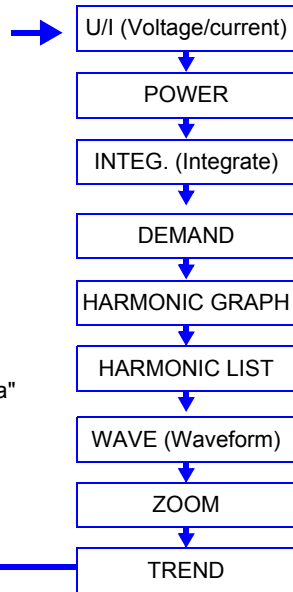 U/I (Voltage/current)
POWER
INTEG. (Integrate)
DEMAND
HARMONIC GRAPH
HARMONIC LIST
a"
WAVE (Waveform)
ZOOM
TREND